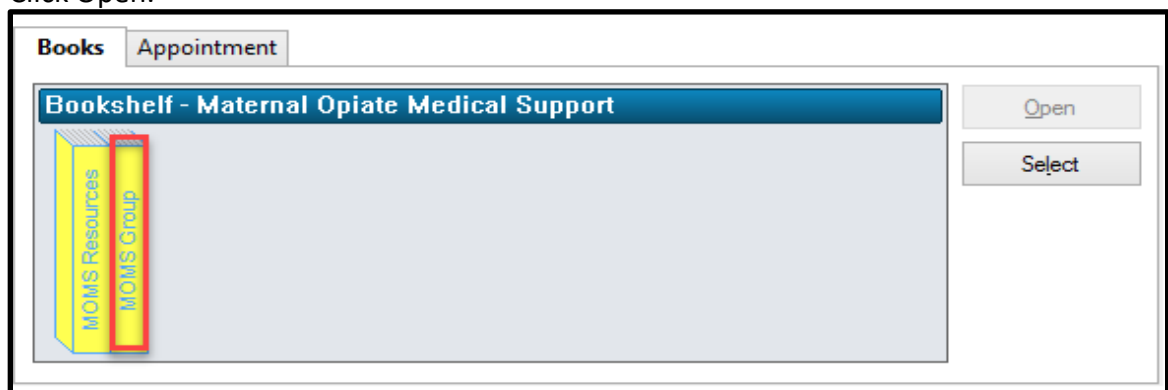 Click Open.
Books
Appointment
Bookshelf - Maternal Opiate Medical Support
Open
Select
MOMS Resources
MOMS Group